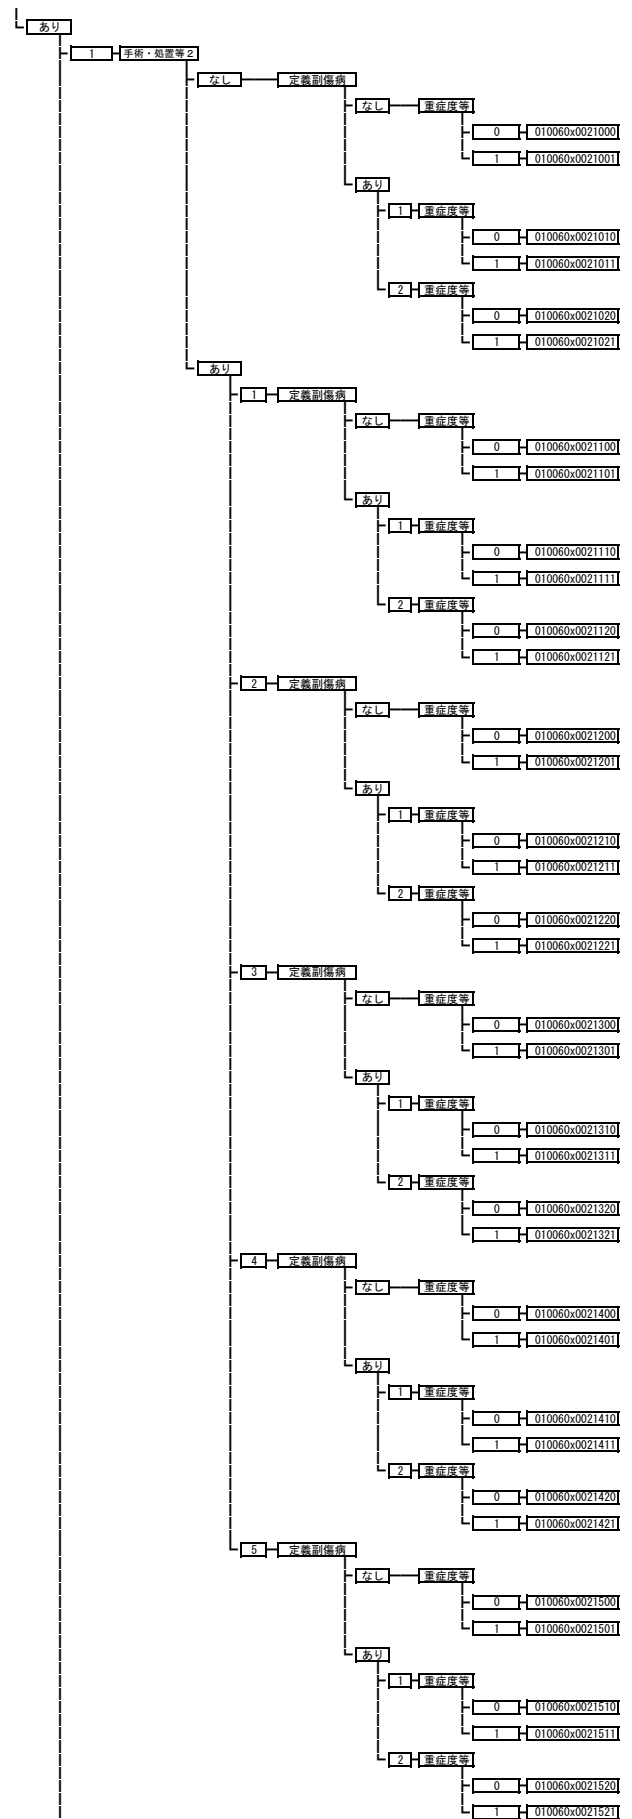 あり
1 手術・処置等2
なし 定義副傷病
なし 重症度等
0 010060x0021000
1 010060x0021001
あり
1 重症度等
0 010060x0021010
1 010060x0021011
2 重症度等
0 010060x0021020
1 010060x0021021
あり
1 定義副傷病
なし 重症度等
0 010060x0021100
1 010060x0021101
あり
1 重症度等
0 010060x0021110
1 010060x0021111
2 重症度等
0 010060x0021120
1 010060x0021121
2 定義副傷病
なし 重症度等
0 010060x0021200
1 010060x0021201
あり
1 重症度等
0 010060x0021210
1 010060x0021211
2 重症度等
0 010060x0021220
1 010060x0021221
3 定義副傷病
なし 重症度等
0 010060x0021300
1 010060x0021301
あり
1 重症度等
0 010060x0021310
1 010060x0021311
2 重症度等
0 010060x0021320
1 010060x0021321
4 定義副傷病
なし 重症度等
0 010060x0021400
1 010060x0021401
あり
1 重症度等
0 010060x0021410
1 010060x0021411
2 重症度等
0 010060x0021420
1 010060x0021421
5 定義副傷病
なし 重症度等
0 010060x0021500
1 010060x0021501
あり
1 重症度等
0 010060x0021510
1 010060x0021511
2 重症度等
0 010060x0021520
1 010060x0021521